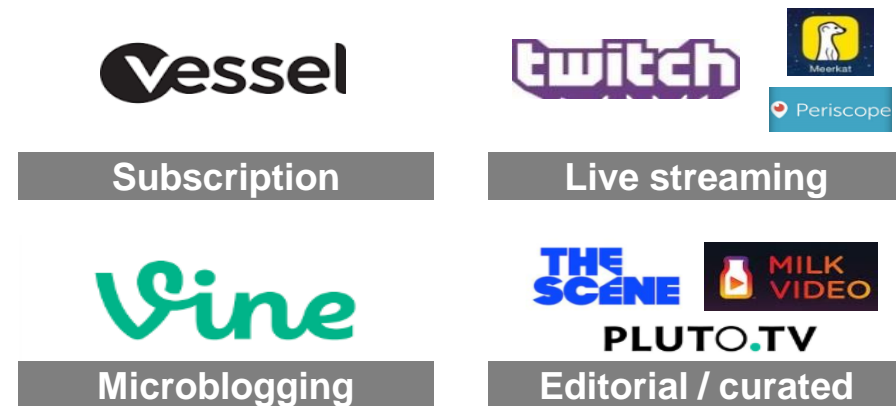 vessel
twitch
Meerkat
Periscope
Subscription
Live streaming
Vine
THE
SCENE
MILK
VIDEO
PLUTO.TV
Microblogging
Editorial / curated